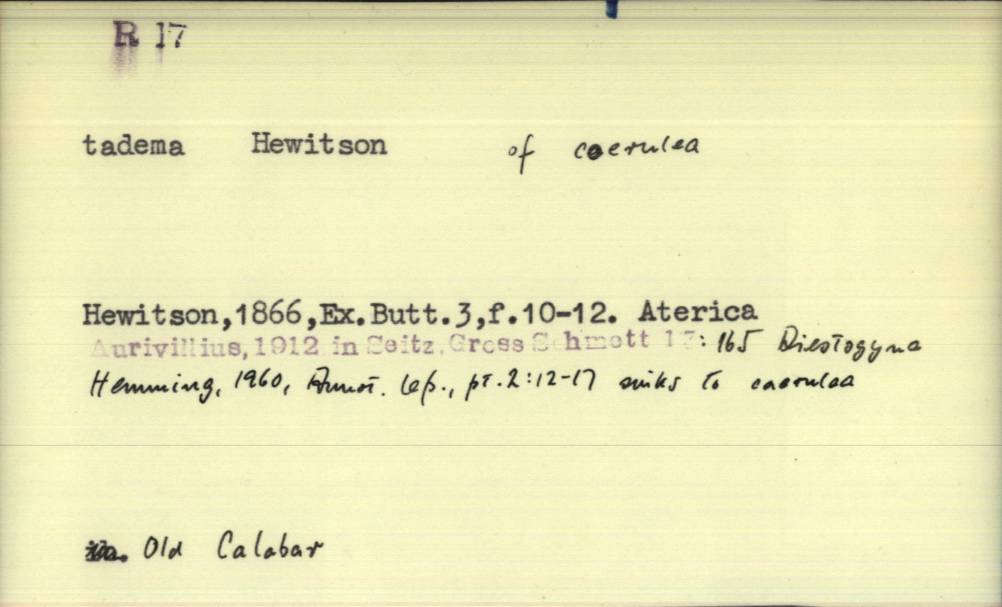 R 17
tadema Hewitson of coerulea
Hewitson,1866,Ex.Butt.3,f.10-12. Aterica
Aurivillius,1912 in Seitz,Gross Schmett 13: 165 Diestogyna
Hemming, 1960, Annot. Lep., pt.2:12-17 sinks to caerulea
Old Calabar